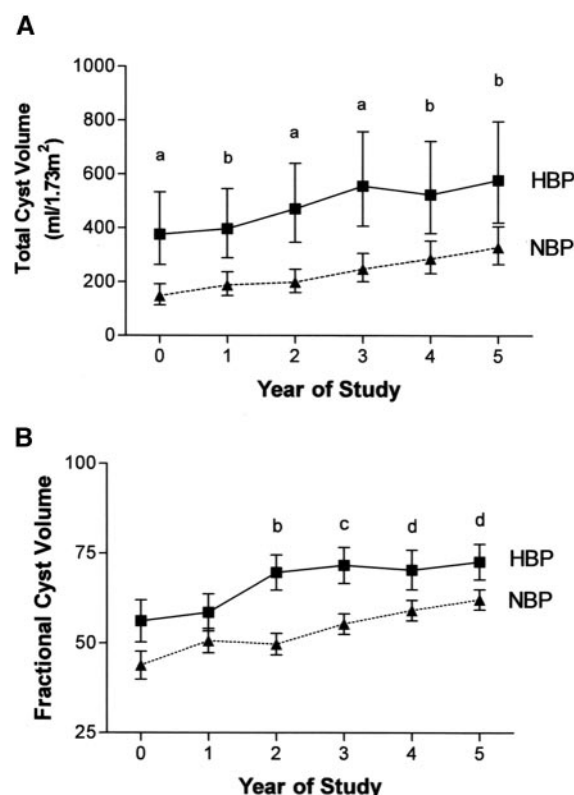 A
Total Cyst Volume
(ml/1.73m²)
1000
800
600
400
200
0
a
b
a
a
b
b
HBP
NBP
0 1 2 3 4 5
Year of Study
B
Fractional Cyst Volume
100
75
50
25
b
c
d
d
HBP
NBP
0 1 2 3 4 5
Year of Study